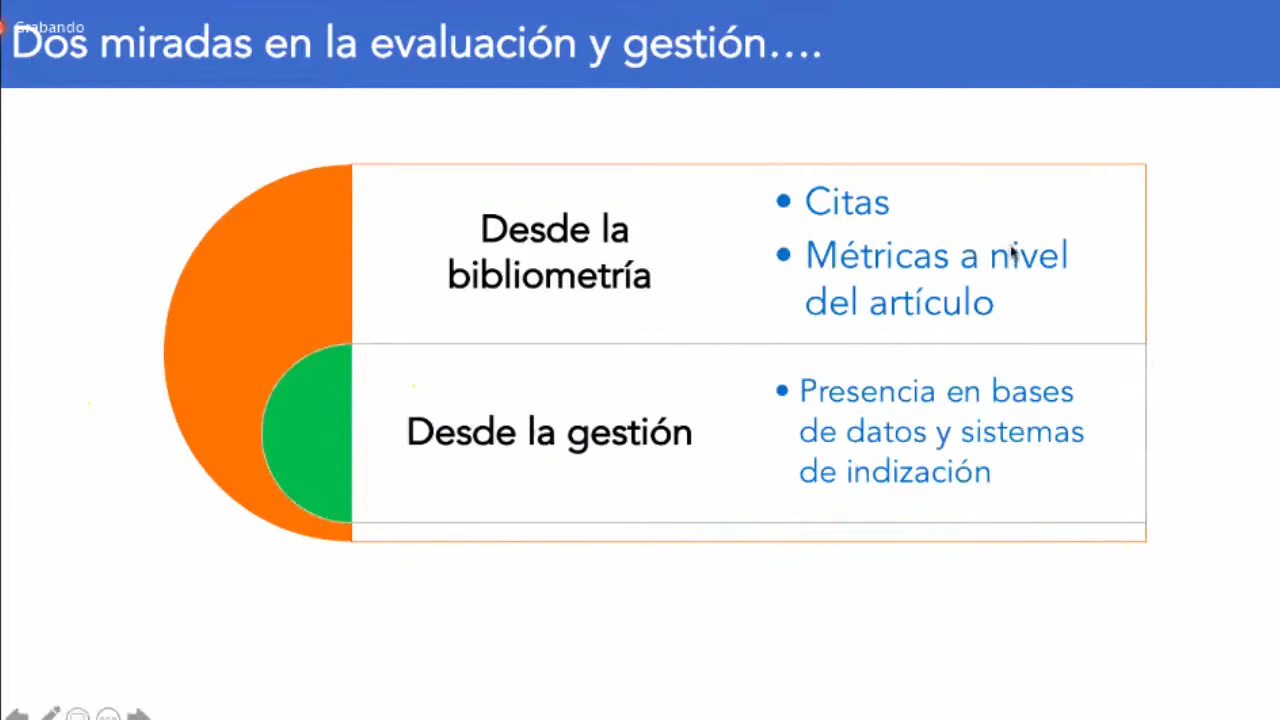 Grabando
Dos miradas en la evaluación y gestión....
Desde la
bibliometría
• Citas
• Métricas a nivel
del artículo
Desde la gestión
• Presencia en bases
de datos y sistemas
de indización